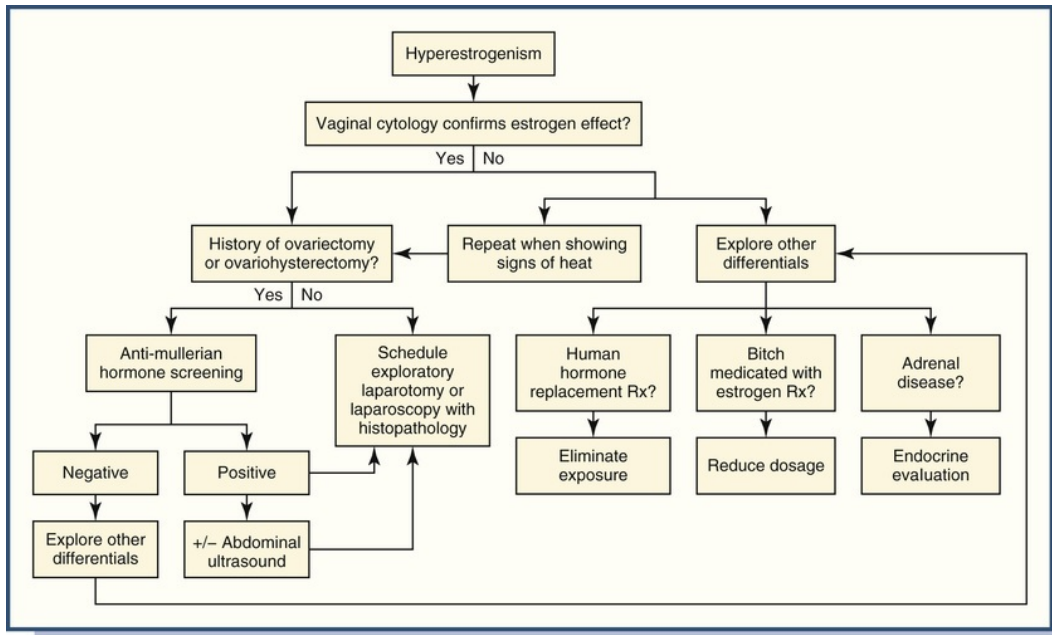 Hyperestrogenism
Vaginal cytology confirms estrogen effect?
Yes No
History of ovariectomy
or ovariohysterectomy?
Repeat when showing
signs of heat
Explore other
differentials
Yes No
Anti-mullerian
hormone screening
Schedule
exploratory
laparotomy or
laparoscopy with
histopathology
Human
hormone
replacement Rx?
Bitch
medicated with
estrogen Rx?
Adrenal
disease?
Negative
Positive
Eliminate
exposure
Reduce dosage
Endocrine
evaluation
Explore other
differentials
+/– Abdominal
ultrasound